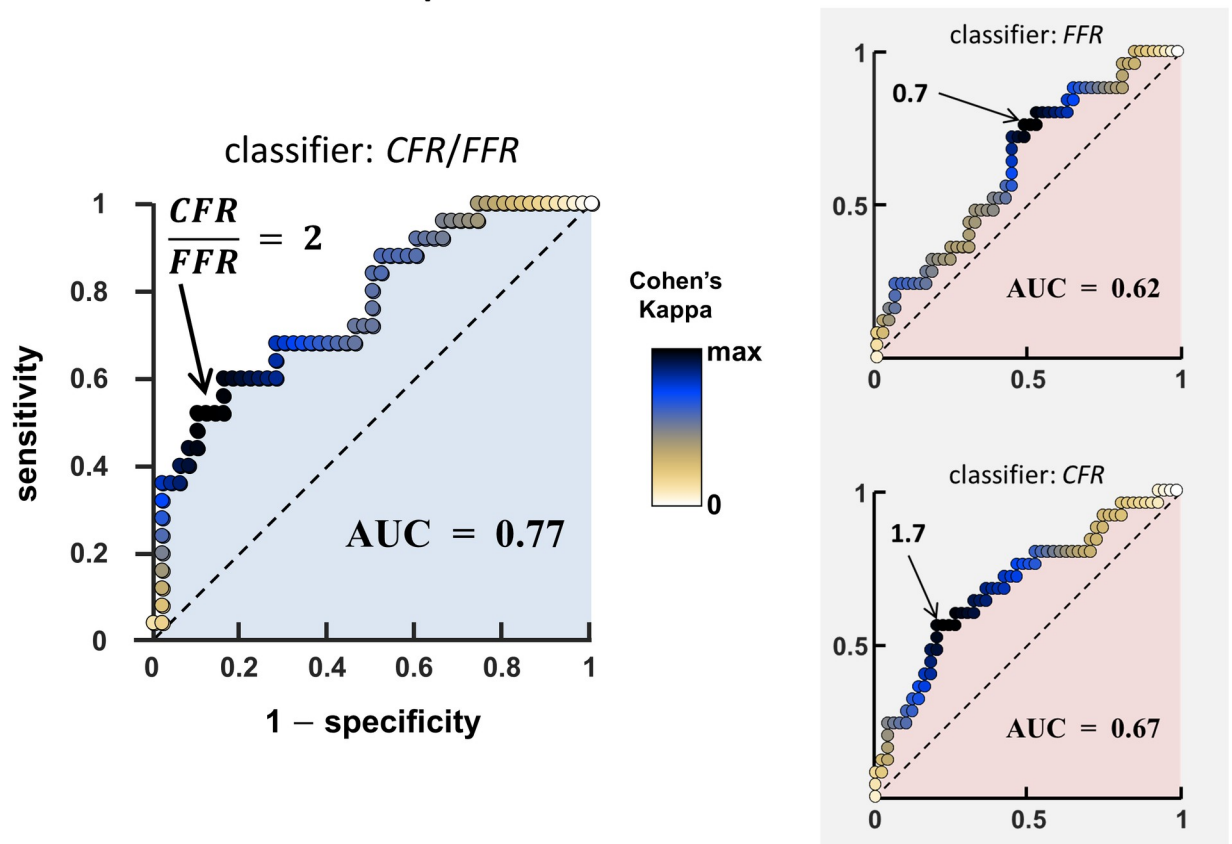 classifier: CFR/FFR
CFR
FFR
= 2
1
0.8
0.6
0.4
0.2
0
sensitivity
AUC = 0.77
0
0.2
0.4
0.6
0.8
1
1 – specificity
Cohen's
Kappa
max
0
classifier: FFR
1
0.7
0.5
AUC = 0.62
0
0.5
1
classifier: CFR
1
1.7
0.5
AUC = 0.67
0
0.5
1